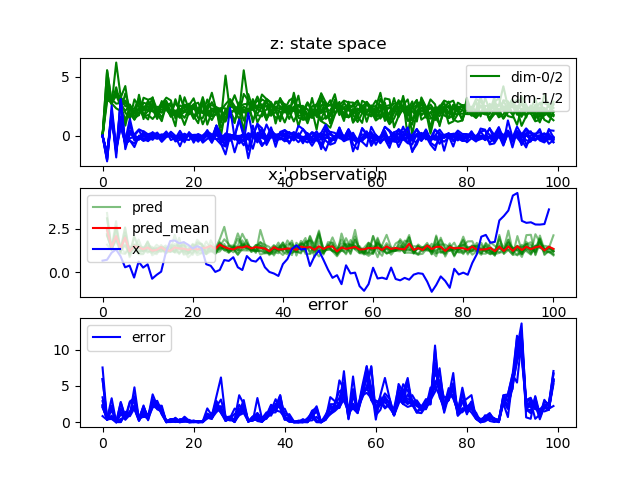 z: state space
5
0
dim-0/2
dim-1/2
0 20 40 60 80 100
x: observation
2.5
0.0
pred
pred_mean
x
0 20 40 60 80 100
error
10
5
0
error
0 20 40 60 80 100